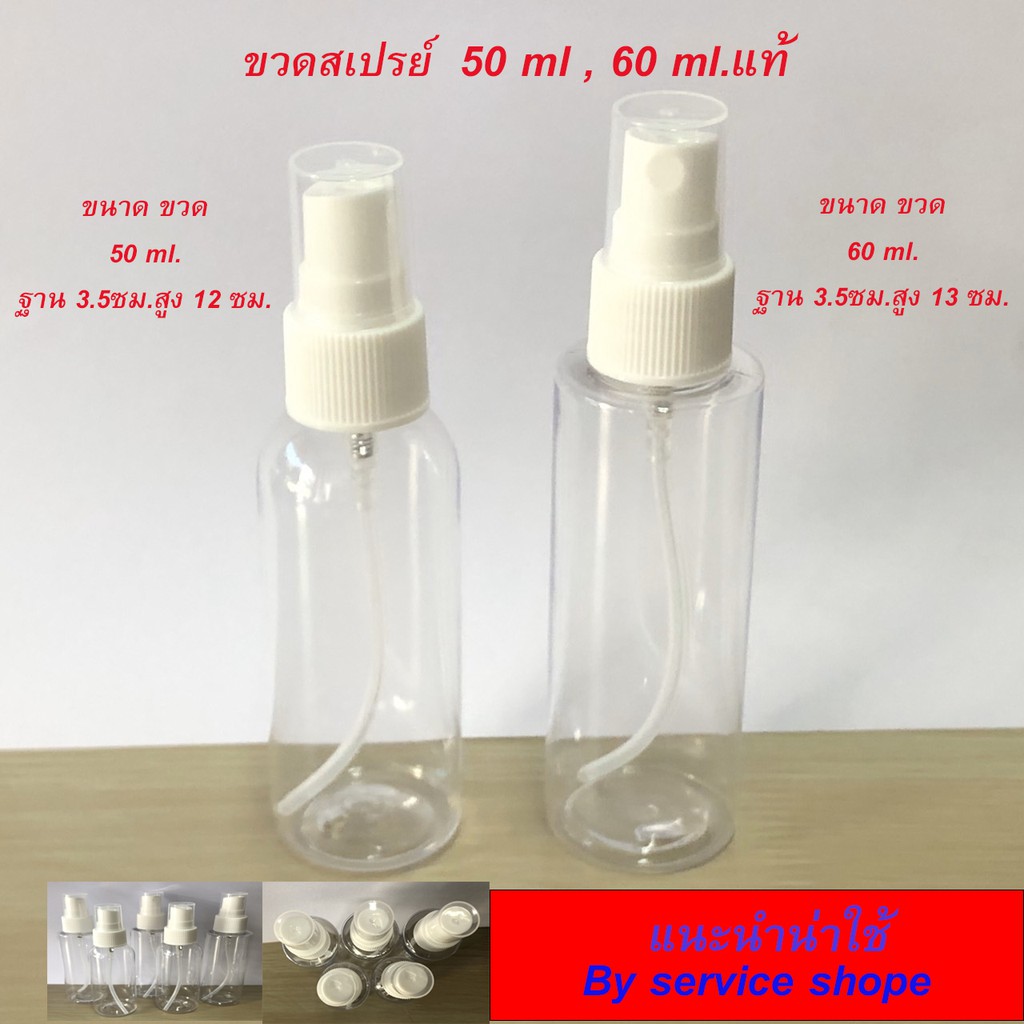 ขวดสเปรย์ 50 ml , 60 ml.แท้
ขนาด ขวด
50 ml.
ฐาน 3.5ซม.สูง 12 ซม.
ขนาด ขวด
60 ml.
ฐาน 3.5ซม.สูง 13 ซม.
แนะนำน่าใช้
By service shope